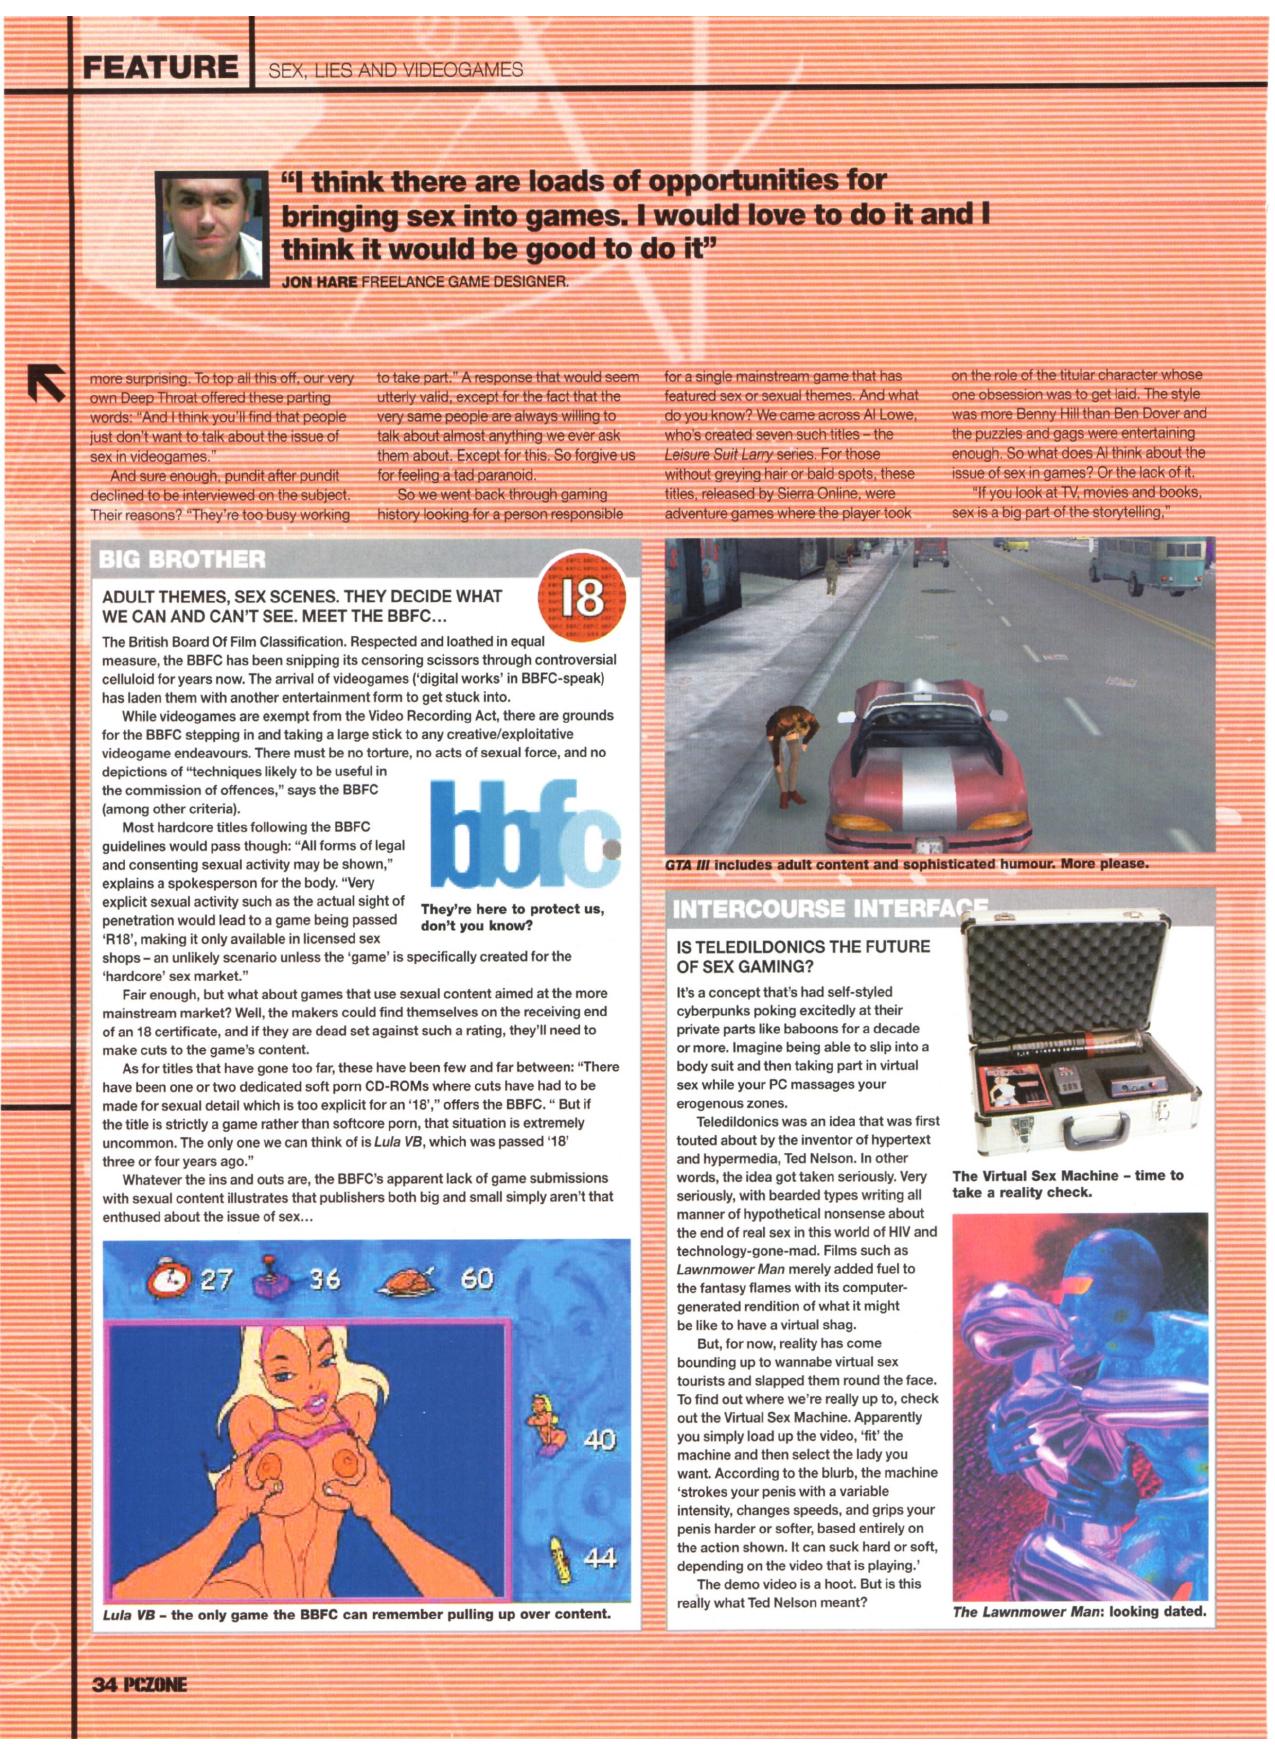 FEATURE
SEX, LIES AND VIDEOGAMES
“I think there are loads of opportunities for
bringing sex into games. I would love to do it and I
think it would be good to do it”
JON HARE FREELANCE GAME DESIGNER.
more surprising. To top all this off, our very
own Deep Throat offered these parting
words: “And I think you’ll find that people
just don’t want to talk about the issue of
sex in videogames.”
And sure enough, pundit after pundit
declined to be interviewed on the subject.
Their reasons? “They’re too busy working
to take part.” A response that would seem
utterly valid, except for the fact that the
very same people are always willing to
talk about almost anything we ever ask
them about. Except for this. So forgive us
for feeling a tad paranoid.
So we went back through gaming
history looking for a person responsible
for a single mainstream game that has
featured sex or sexual themes. And what
do you know? We came across Al Lowe,
who’s created seven such titles – the
Leisure Suit Larry series. For those
without greying hair or bald spots, these
titles, released by Sierra Online, were
adventure games where the player took
on the role of the titular character whose
one obsession was to get laid. The style
was more Benny Hill than Ben Dover and
the puzzles and gags were entertaining
enough. So what does Al think about the
issue of sex in games? Or the lack of it.
“If you look at TV, movies and books,
sex is a big part of the storytelling,”
BIG BROTHER
18
ADULT THEMES, SEX SCENES. THEY DECIDE WHAT
WE CAN AND CAN’T SEE. MEET THE BBFC...
The British Board Of Film Classification. Respected and loathed in equal
measure, the BBFC has been snipping its censoring scissors through controversial
celluloid for years now. The arrival of videogames (‘digital works’ in BBFC-speak)
has laden them with another entertainment form to get stuck into.
While videogames are exempt from the Video Recording Act, there are grounds
for the BBFC stepping in and taking a large stick to any creative/exploitative
videogame endeavours. There must be no torture, no acts of sexual force, and no
depictions of “techniques likely to be useful in
the commission of offences,” says the BBFC
(among other criteria).
Most hardcore titles following the BBFC
guidelines would pass though: “All forms of legal
and consenting sexual activity may be shown,”
explains a spokesperson for the body. “Very
explicit sexual activity such as the actual sight of
penetration would lead to a game being passed
‘R18’, making it only available in licensed sex
shops – an unlikely scenario unless the ‘game’ is specifically created for the
‘hardcore’ sex market.”
Fair enough, but what about games that use sexual content aimed at the more
mainstream market? Well, the makers could find themselves on the receiving end
of an 18 certificate, and if they are dead set against such a rating, they’ll need to
make cuts to the game’s content.
As for titles that have gone too far, these have been few and far between: “There
have been one or two dedicated soft porn CD-ROMs where cuts have had to be
made for sexual detail which is too explicit for an ‘18’,” offers the BBFC. “ But if
the title is strictly a game rather than softcore porn, that situation is extremely
uncommon. The only one we can think of is Lula VB, which was passed ‘18’
three or four years ago.”
Whatever the ins and outs are, the BBFC’s apparent lack of game submissions
with sexual content illustrates that publishers both big and small simply aren’t that
enthused about the issue of sex...
bbfc
They’re here to protect us,
don’t you know?
27 36 60
40
44
Lula VB – the only game the BBFC can remember pulling up over content.
GTA III includes adult content and sophisticated humour. More please.
INTERCOURSE INTERFACE
IS TELEDILDONICS THE FUTURE
OF SEX GAMING?
It’s a concept that’s had self-styled
cyberpunks poking excitedly at their
private parts like baboons for a decade
or more. Imagine being able to slip into a
body suit and then taking part in virtual
sex while your PC massages your
erogenous zones.
Teledildonics was an idea that was first
touted about by the inventor of hypertext
and hypermedia, Ted Nelson. In other
words, the idea got taken seriously. Very
seriously, with bearded types writing all
manner of hypothetical nonsense about
the end of real sex in this world of HIV and
technology-gone-mad. Films such as
Lawnmower Man merely added fuel to
the fantasy flames with its computer-
generated rendition of what it might
be like to have a virtual shag.
But, for now, reality has come
bounding up to wannabe virtual sex
tourists and slapped them round the face.
To find out where we’re really up to, check
out the Virtual Sex Machine. Apparently
you simply load up the video, ‘fit’ the
machine and then select the lady you
want. According to the blurb, the machine
‘strokes your penis with a variable
intensity, changes speeds, and grips your
penis harder or softer, based entirely on
the action shown. It can suck hard or soft,
depending on the video that is playing.’
The demo video is a hoot. But is this
really what Ted Nelson meant?
The Virtual Sex Machine – time to
take a reality check.
The Lawnmower Man: looking dated.
34 PCZONE